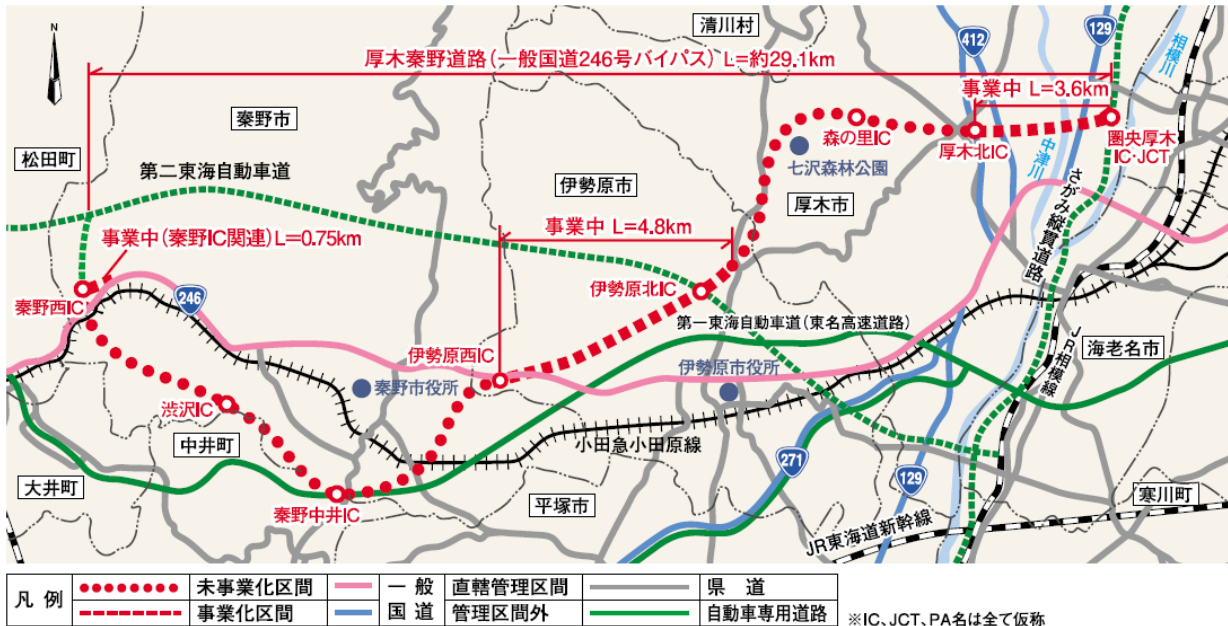 清川村
412
129
相模川
厚木秦野道路(一般国道246号バイパス) L=約29.1km
事業中 L=3.6km
N
秦野市
森の里IC
厚木北IC
圏央厚木
IC・JCT
松田町
七沢森林公園
中津川
第二東海自動車道
伊勢原市
厚木市
さがみ縦貫道路
事業中 L=4.8km
事業中(秦野IC関連)L=0.75km
秦野西IC
246
伊勢原北IC
第一東海自動車道(東名高速道路)
JR相模線
海老名市
伊勢原西IC
伊勢原市役所
秦野市役所
渋沢IC
中井町
小田急小田原線
271
129
大井町
秦野中井IC
平塚市
寒川町
JR東海道新幹線
凡 例 未事業化区間 一 般 直轄管理区間 県 道
事業化区間 国 道 管理区間外 自動車専用道路
※IC、JCT、PA名は全て仮称